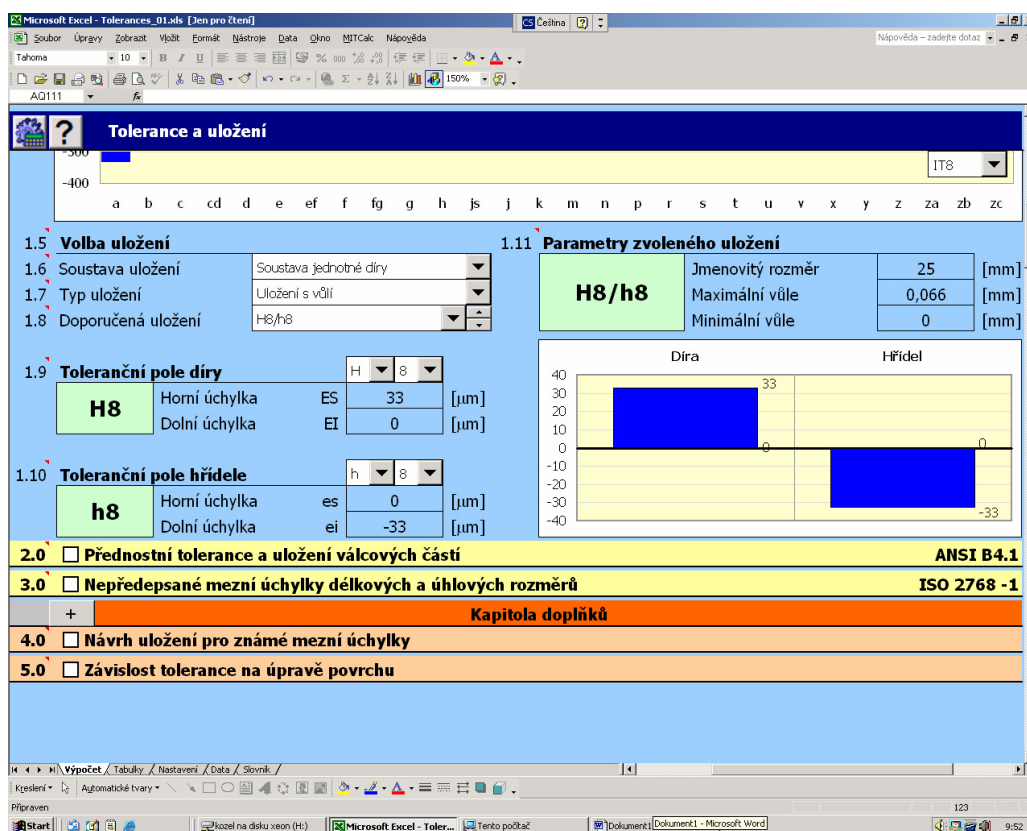 Microsoft Excel - Tolerances_01.xls [Jen pro čtení]
CS Čeština
Soubor Úpravy Zobrazit Vložit Formát Nástroje Data Okno MITCalc Nápověda
Nápověda – zadejte dotaz
Tahoma 10 B I U % 000
150%
AQ111 fx
? Tolerance a uložení
-300
IT8
-400
a b c cd d e ef f fg g h js j k m n p r s t u v x y z za zb zc
1.5 Volba uložení
1.6 Soustava uložení Soustava jednotné díry
1.7 Typ uložení Uložení s vůlí
1.8 Doporučená uložení H8/h8
1.11 Parametry zvoleného uložení
H8/h8
Jmenovitý rozměr 25 [mm]
Maximální vůle 0,066 [mm]
Minimální vůle 0 [mm]
1.9 Toleranční pole díry H 8
H8
Horní úchylka ES 33 [μm]
Dolní úchylka EI 0 [μm]
1.10 Toleranční pole hřídele h 8
h8
Horní úchylka es 0 [μm]
Dolní úchylka ei -33 [μm]
Díra Hřídel
40
30
20
10
0
-10
-20
-30
-40
33
0
0
-33
2.0 Přednostní tolerance a uložení válcových částí ANSI B4.1
3.0 Nepředepsané mezní úchylky délkových a úhlových rozměrů ISO 2768 -1
+ Kapitola doplňků
4.0 Návrh uložení pro známé mezní úchylky
5.0 Závislost tolerance na úpravě povrchu
Výpočet / Tabulky / Nastavení / Data / Slovník /
Kreslení Automatické tvary
Připraven 123
Start kozel na disku xeon (H:) Microsoft Excel - Toler... Tento počítač Dokument1 Dokument1 - Microsoft Word 9:52